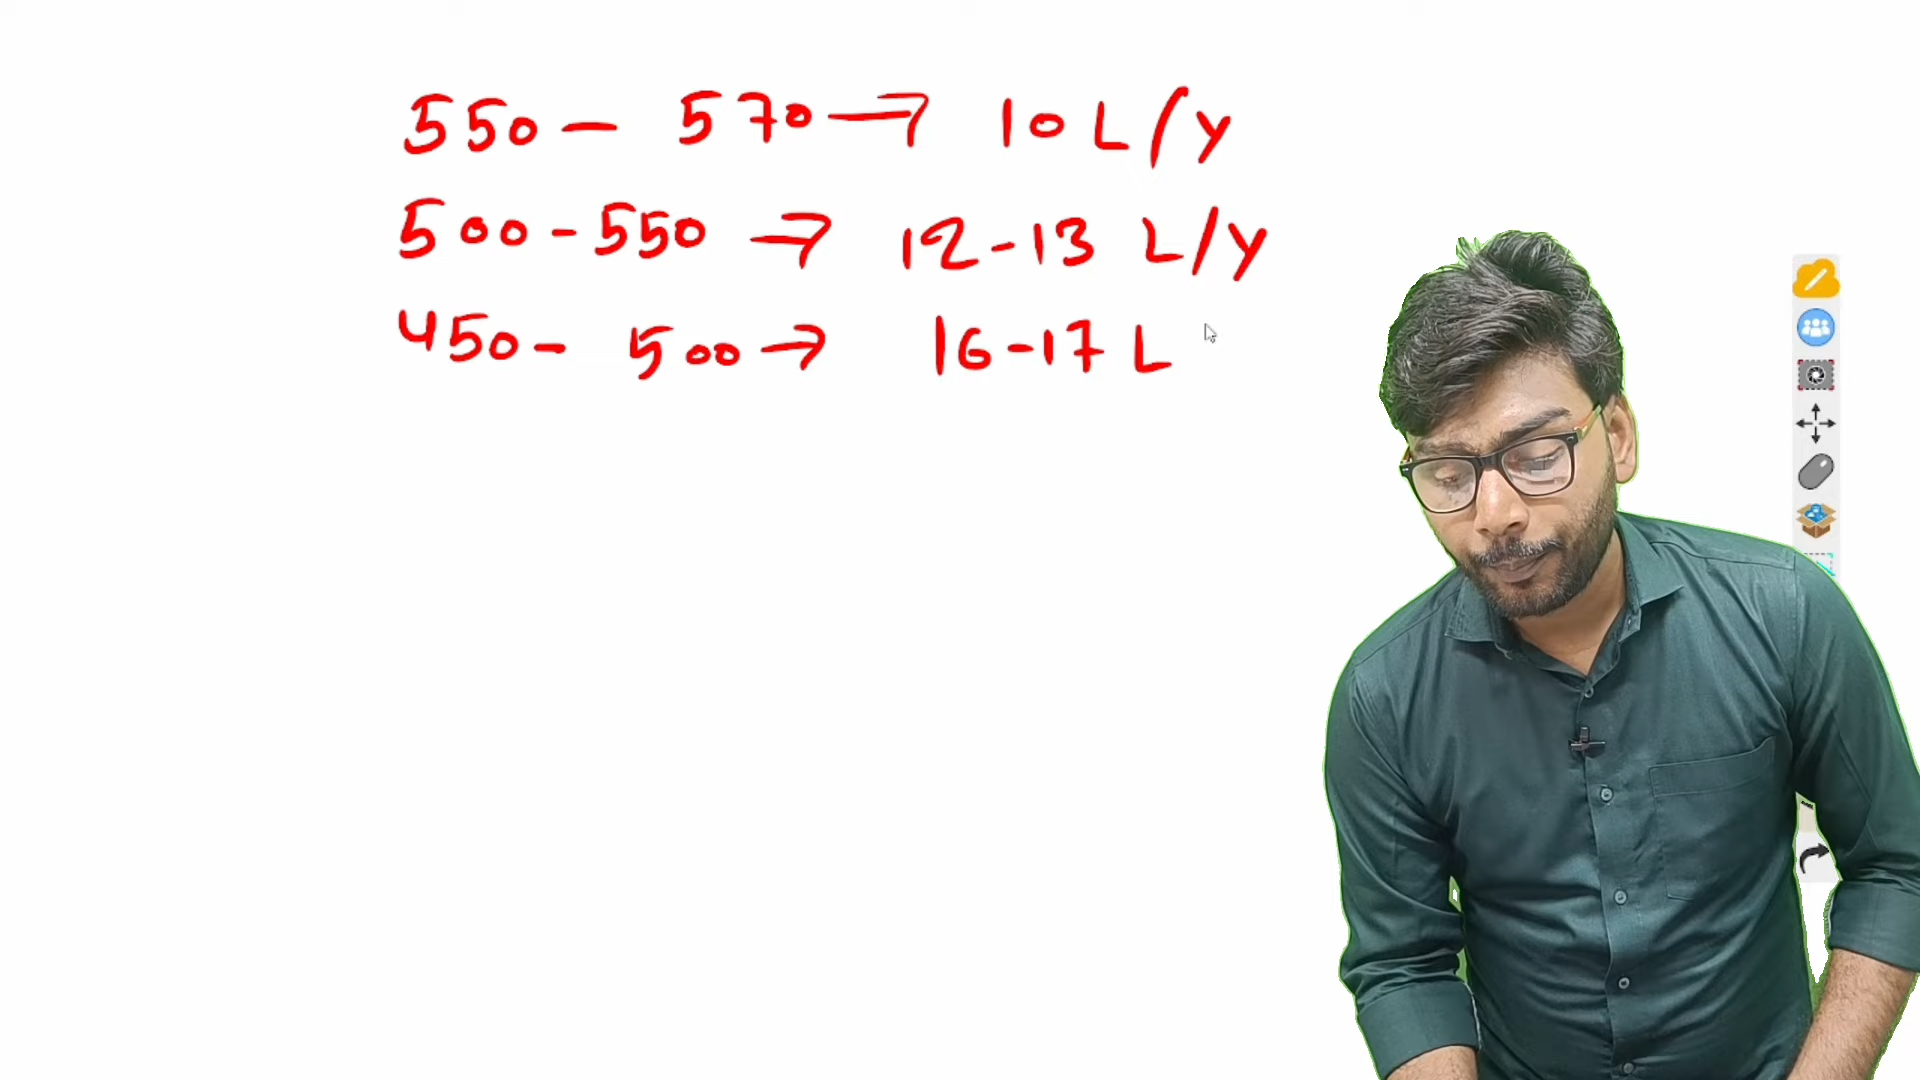 550 - 570 → 10 L/Y
500 - 550 → 12-13 L/Y
450 - 500 → 16-17 L